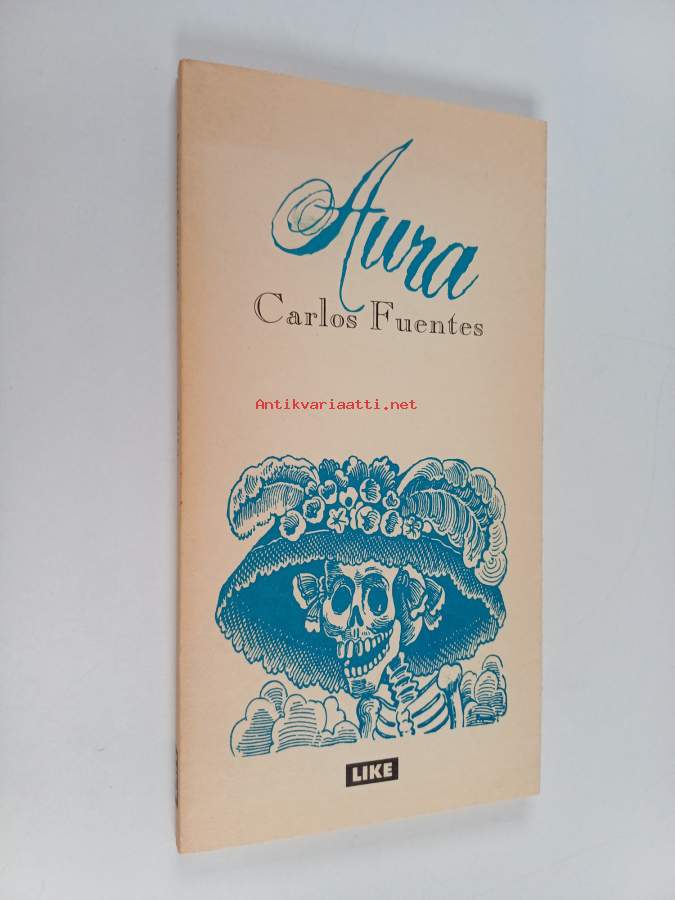 Aura
Carlos Fuentes
Antikvariaatti.net
LIKE